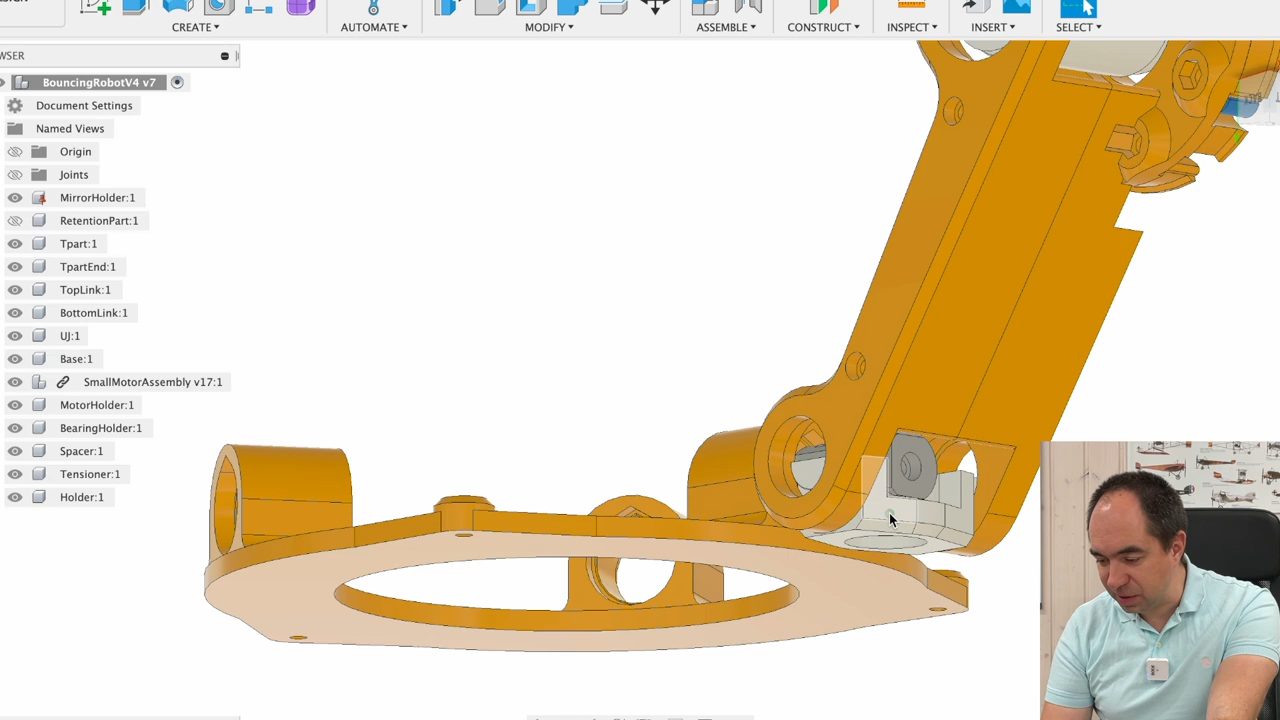 CREATE▾
AUTOMATE▾
MODIFY▾
ASSEMBLE▾
CONSTRUCT▾
INSPECT▾
INSERT▾
SELECT▾
WSER
BouncingRobotV4 v7
Document Settings
Named Views
Origin
Joints
MirrorHolder:1
RetentionPart:1
Tpart:1
TpartEnd:1
TopLink:1
BottomLink:1
UJ:1
Base:1
SmallMotorAssembly v17:1
MotorHolder:1
BearingHolder:1
Spacer:1
Tensioner:1
Holder:1